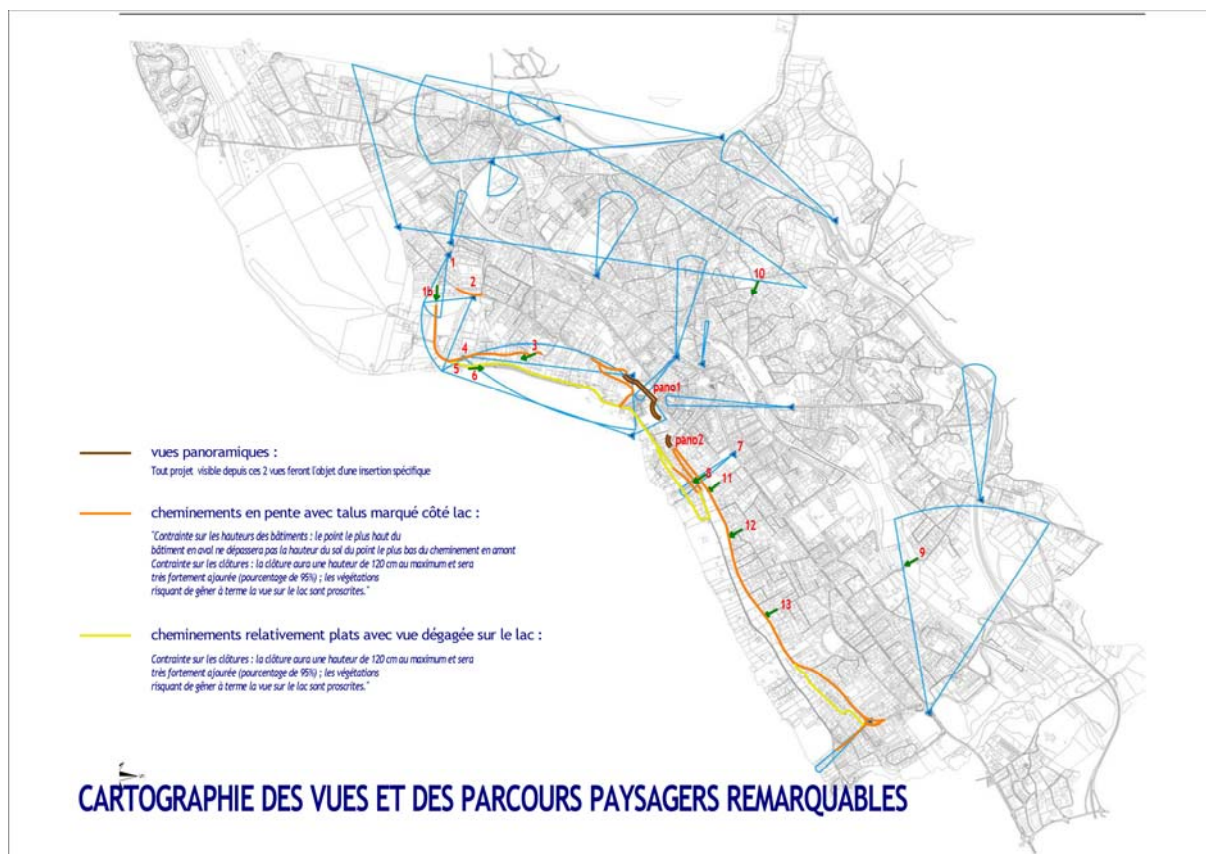 1
1b
2
3
4
5
6
10
pano1
pano2
7
8
11
12
9
13
vues panoramiques :
Tout projet visible depuis ces 2 vues feront l'objet d'une insertion spécifique
cheminements en pente avec talus marqué côté lac :
"Contrainte sur les hauteurs des bâtiments : le point le plus haut du
bâtiment en aval ne dépassera pas la hauteur du sol du point le plus bas du cheminement en amont
Contrainte sur les clôtures : la clôture aura une hauteur de 120 cm au maximum et sera
très fortement ajourée (pourcentage de 95%) ; les végétations
risquant de gêner à terme la vue sur le lac sont proscrites."
cheminements relativement plats avec vue dégagée sur le lac :
Contrainte sur les clôtures : la clôture aura une hauteur de 120 cm au maximum et sera
très fortement ajourée (pourcentage de 95%) ; les végétations
risquant de gêner à terme la vue sur le lac sont proscrites."
CARTOGRAPHIE DES VUES ET DES PARCOURS PAYSAGERS REMARQUABLES